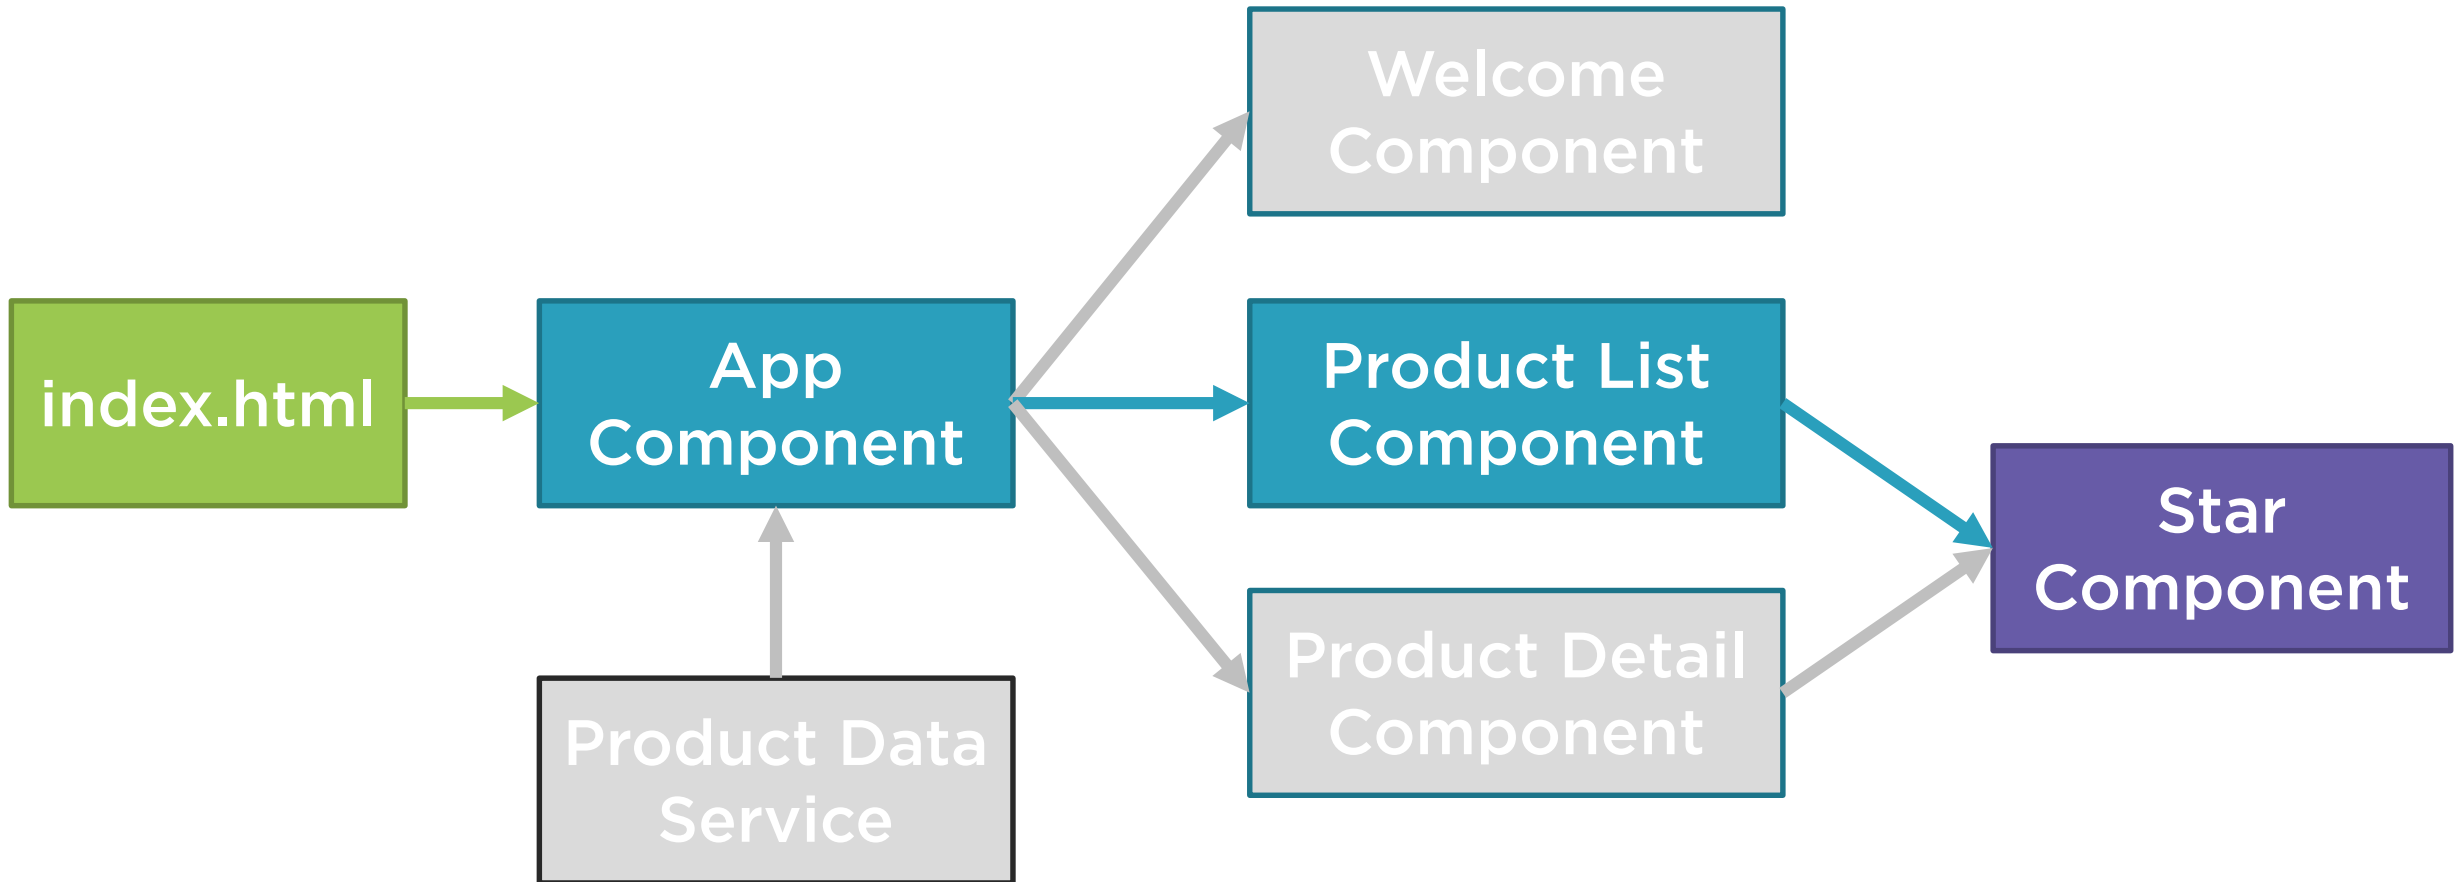 Welcome
Component
index.html
App
Component
Product List
Component
Star
Component
Product Data
Service
Product Detail
Component